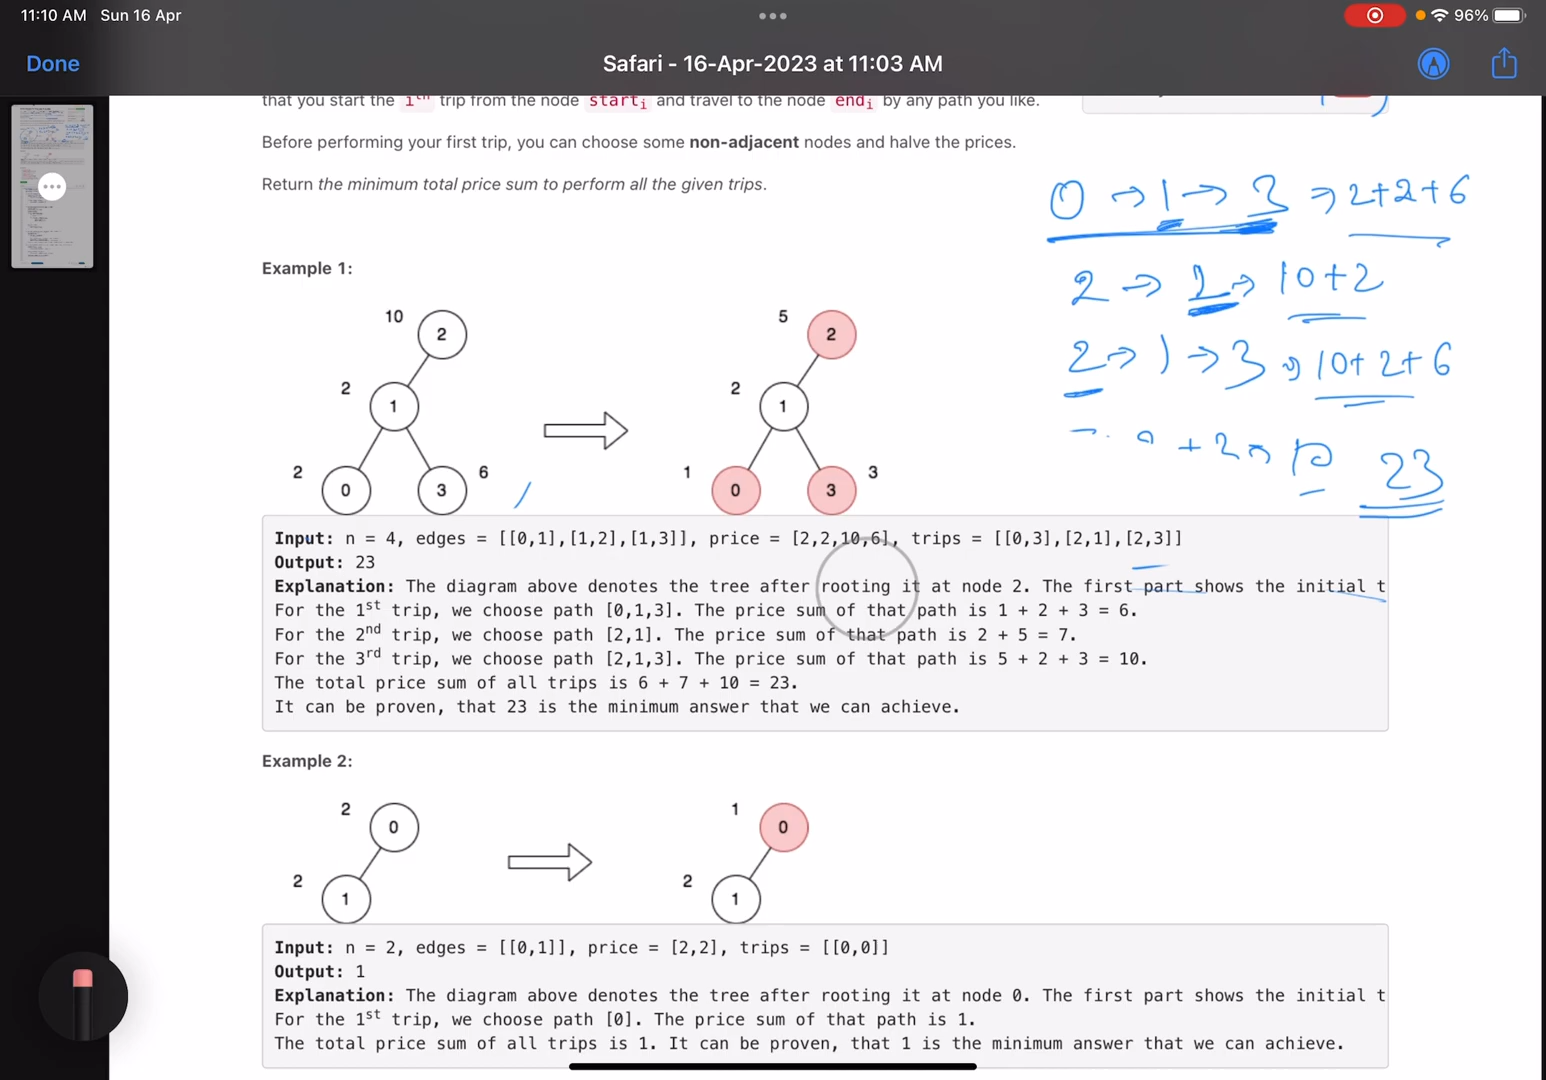 11:10 AM Sun 16 Apr
96%
Done
Safari - 16-Apr-2023 at 11:03 AM
that you start the iᵗʰ trip from the node startᵢ and travel to the node endᵢ by any path you like.
Before performing your first trip, you can choose some non-adjacent nodes and halve the prices.
Return the minimum total price sum to perform all the given trips.
0 → 1 → 3 ⇒ 2+2+6
2 → 1 → 10+2
2 → 1 → 3 ⇒ 10+2+6
23
Example 1:
10 2
2 1
2 0 3 6
5 2
2 1
1 0 3 3
Input: n = 4, edges = [[0,1],[1,2],[1,3]], price = [2,2,10,6], trips = [[0,3],[2,1],[2,3]]
Output: 23
Explanation: The diagram above denotes the tree after rooting it at node 2. The first part shows the initial t
For the 1ˢᵗ trip, we choose path [0,1,3]. The price sum of that path is 1 + 2 + 3 = 6.
For the 2ⁿᵈ trip, we choose path [2,1]. The price sum of that path is 2 + 5 = 7.
For the 3ʳᵈ trip, we choose path [2,1,3]. The price sum of that path is 5 + 2 + 3 = 10.
The total price sum of all trips is 6 + 7 + 10 = 23.
It can be proven, that 23 is the minimum answer that we can achieve.
Example 2:
2 0
2 1
1 0
2 1
Input: n = 2, edges = [[0,1]], price = [2,2], trips = [[0,0]]
Output: 1
Explanation: The diagram above denotes the tree after rooting it at node 0. The first part shows the initial t
For the 1ˢᵗ trip, we choose path [0]. The price sum of that path is 1.
The total price sum of all trips is 1. It can be proven, that 1 is the minimum answer that we can achieve.